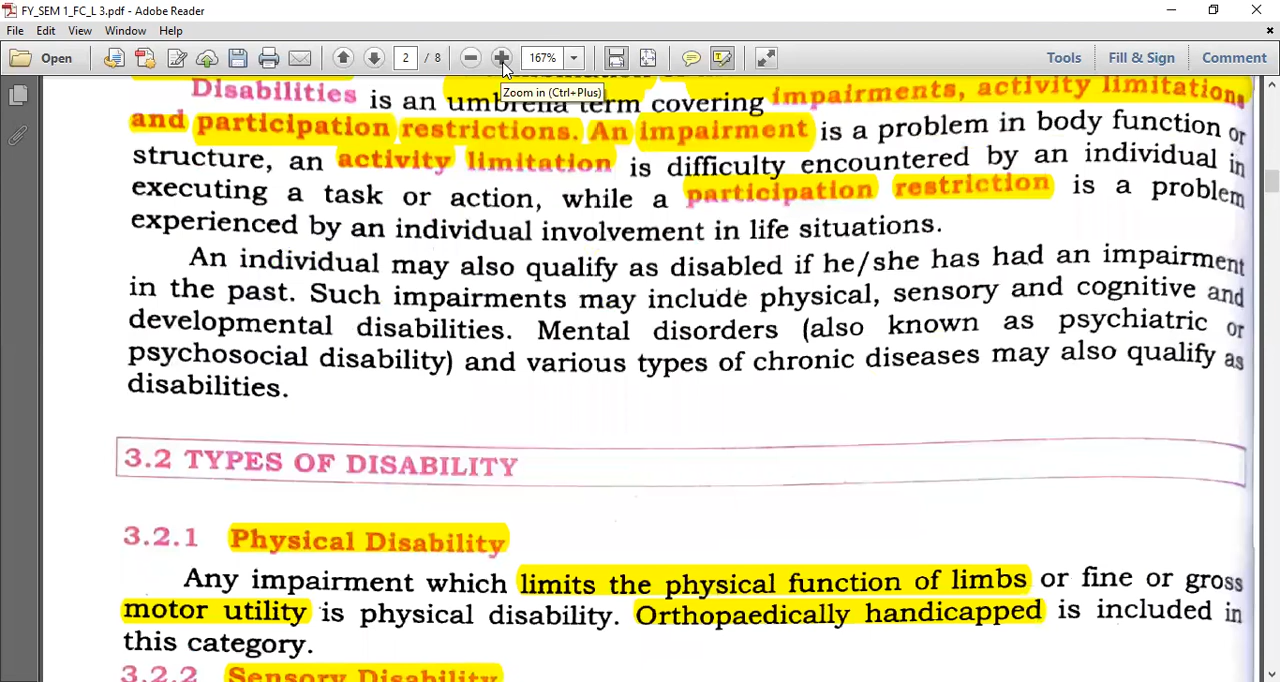 FY_SEM 1_FC_L 3.pdf - Adobe Reader
File Edit View Window Help
Open 2 / 8 167% Tools Fill & Sign Comment
Zoom in (Ctrl+Plus)
Disabilities is an umbrella term covering impairments, activity limitations
and participation restrictions. An impairment is a problem in body function or
structure, an activity limitation is difficulty encountered by an individual in
executing a task or action, while a participation restriction is a problem
experienced by an individual involvement in life situations.
An individual may also qualify as disabled if he/she has had an impairment
in the past. Such impairments may include physical, sensory and cognitive and
developmental disabilities. Mental disorders (also known as psychiatric or
psychosocial disability) and various types of chronic diseases may also qualify as
disabilities.
3.2 TYPES OF DISABILITY
3.2.1 Physical Disability
Any impairment which limits the physical function of limbs or fine or gross
motor utility is physical disability. Orthopaedically handicapped is included in
this category.
3.2.2 Sensory Disability